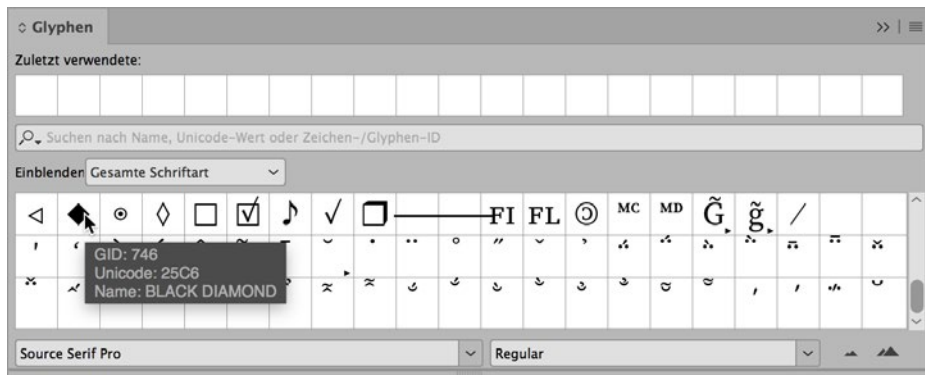 Glyphen
Zuletzt verwendete:
Suchen nach Name, Unicode-Wert oder Zeichen-/Glyphen-ID
Einblenden Gesamte Schriftart
◁ ◆ ◊ □ ☑ ♪ √ ❒ FI FL MC MD G̃ g̃ /
GID: 746
Unicode: 25C6
Name: BLACK DIAMOND
Source Serif Pro Regular